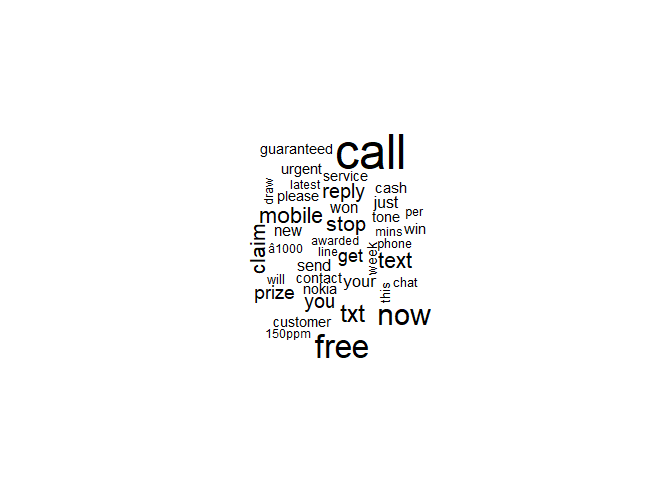 guaranteed call
urgent
service
latest
draw please reply cash
just
won
mobile tone per
stop
new mins win
claim awarded phone
â1000 line get
week text
send
will contact your chat
nokia this
prize you
txt now
customer
150ppm
free